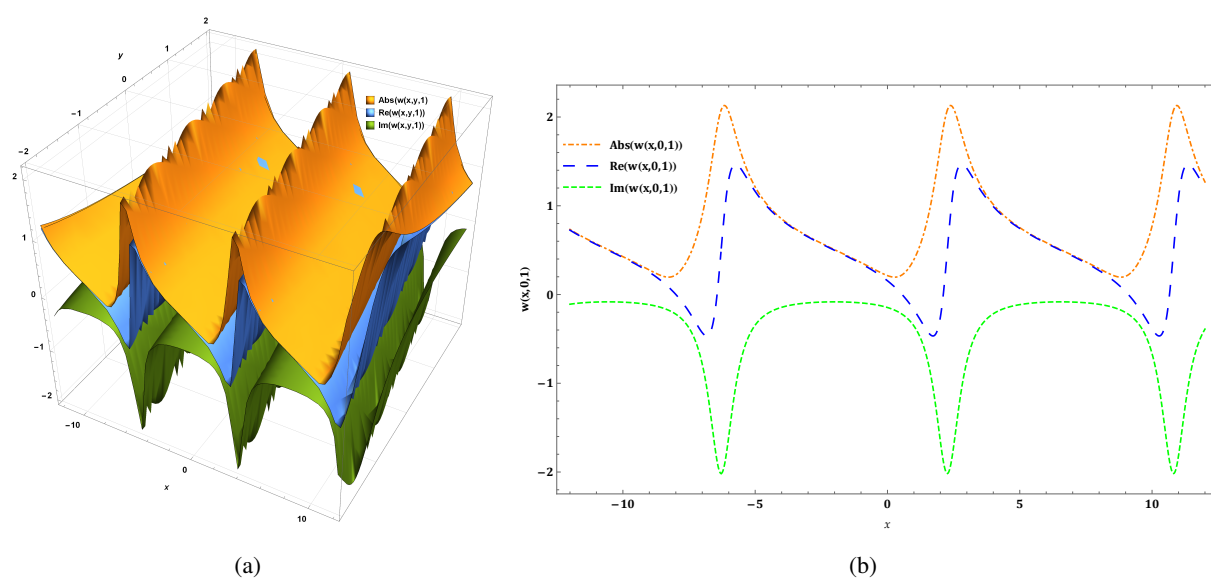 2
1
y
0
−1
−2
Abs(w(x,y,1)
Re(w(x,y,1))
Im(w(x,y,1))
2
1
0
−1
−2
−10
0
10
x
2
1
0
−1
−2
w(x,0,1)
Abs(w(x,0,1))
Re(w(x,0,1))
Im(w(x,0,1))
−10
−5
0
5
10
x
(a)
(b)